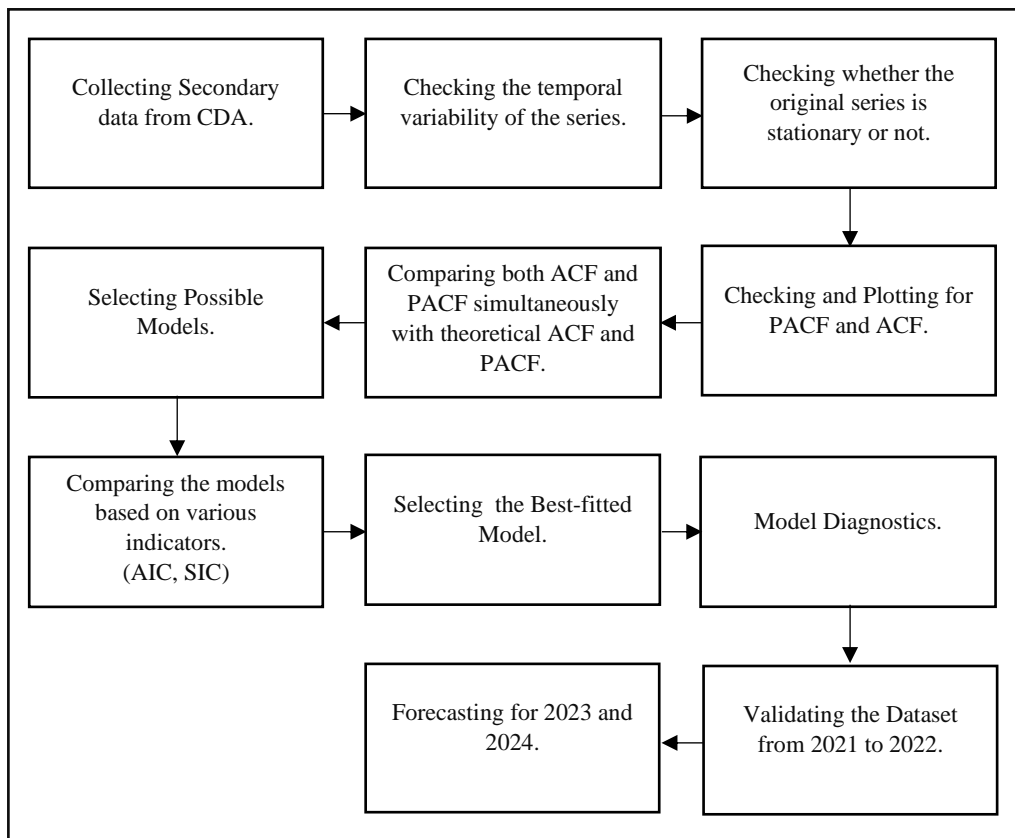 Collecting Secondary
data from CDA.
Checking the temporal
variability of the series.
Checking whether the
original series is
stationary or not.
Checking and Plotting for
PACF and ACF.
Comparing both ACF and
PACF simultaneously
with theoretical ACF and
PACF.
Selecting Possible
Models.
Comparing the models
based on various
indicators.
(AIC, SIC)
Selecting the Best-fitted
Model.
Model Diagnostics.
Validating the Dataset
from 2021 to 2022.
Forecasting for 2023 and
2024.